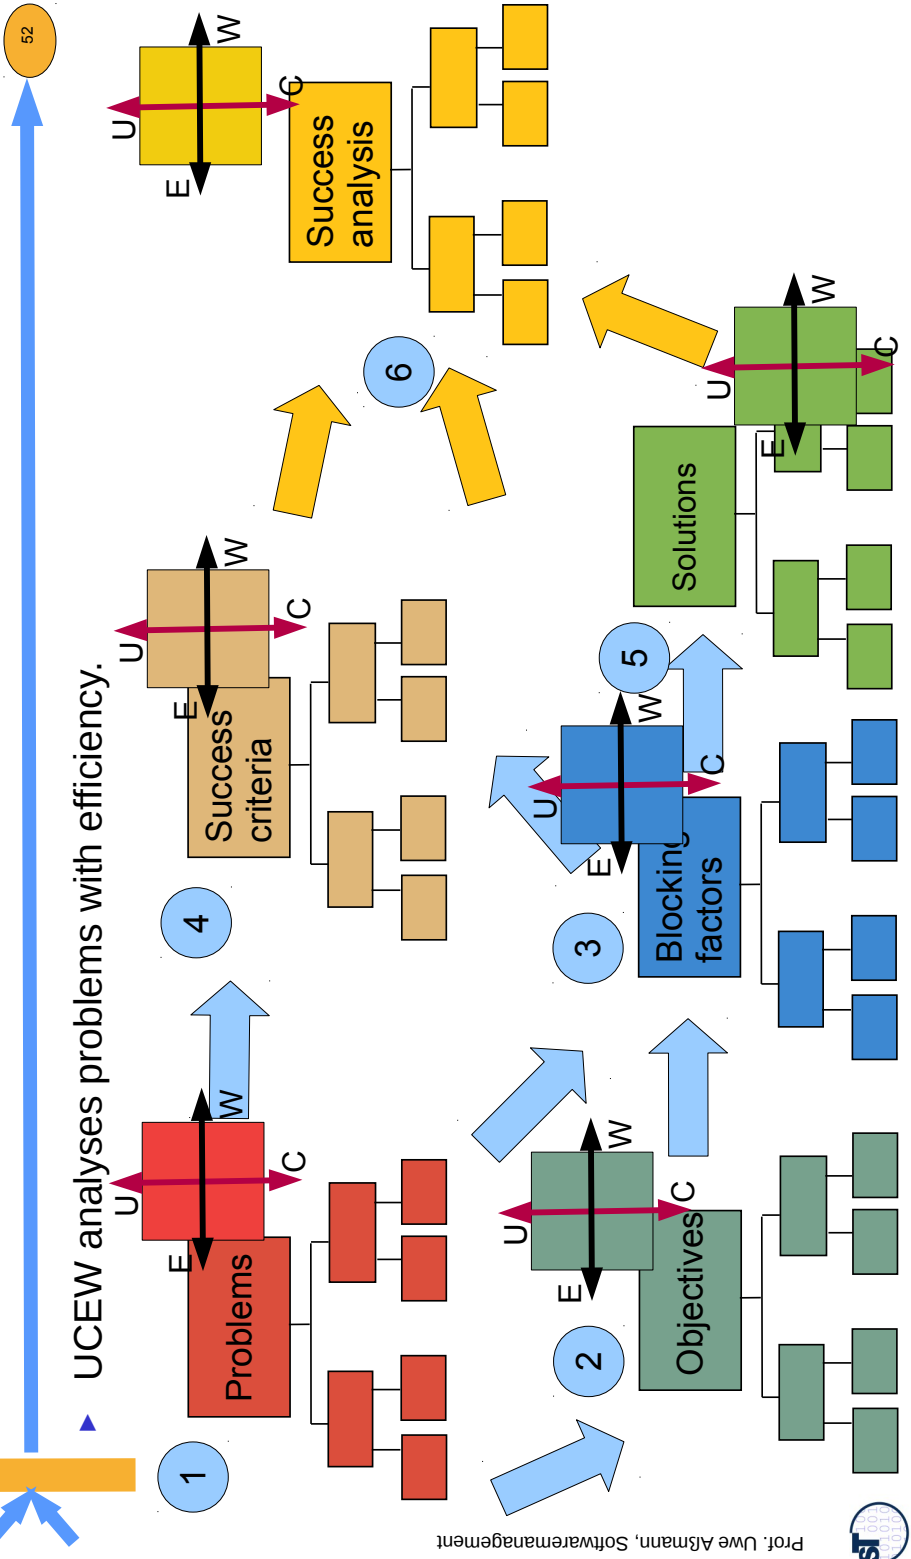 52
UCEW analyses problems with efficiency.
1
Problems
U
E
W
C
4
Success
criteria
U
E
W
C
6
Success
analysis
U
E
W
C
2
Objectives
U
E
W
C
3
Blocking
factors
U
E
W
C
5
Solutions
U
E
W
C
Prof. Uwe Aßmann, Softwaremanagement
ST